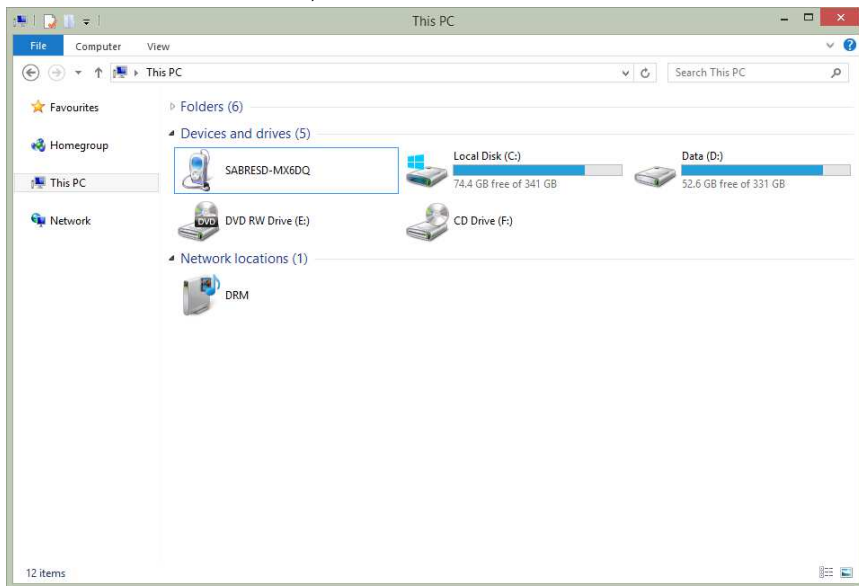 This PC
File Computer View
This PC
Search This PC
Favourites
Folders (6)
Devices and drives (5)
Homegroup
SABRESD-MX6DQ
Local Disk (C:)
74.4 GB free of 341 GB
Data (D:)
52.6 GB free of 331 GB
This PC
Network
DVD
DVD RW Drive (E:)
CD Drive (F:)
Network locations (1)
DRM
12 items